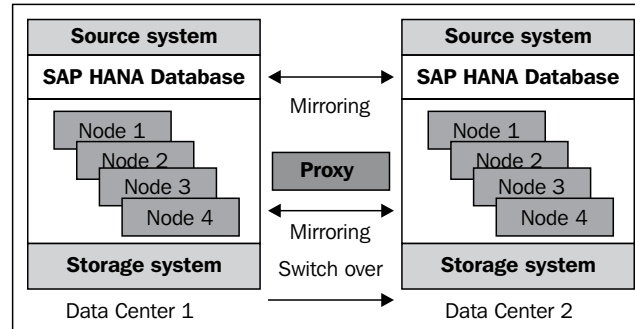 Source system
SAP HANA Database
Node 1
Node 2
Node 3
Node 4
Storage system
Data Center 1
Mirroring
Proxy
Mirroring
Switch over
Source system
SAP HANA Database
Node 1
Node 2
Node 3
Node 4
Storage system
Data Center 2